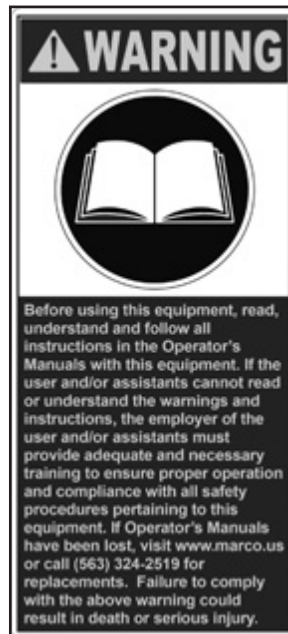 WARNING
Before using this equipment, read,
understand and follow all
instructions in the Operator's
Manuals with this equipment. If the
user and/or assistants cannot read
or understand the warnings and
instructions, the employer of the
user and/or assistants must
provide adequate and necessary
training to ensure proper operation
and compliance with all safety
procedures pertaining to this
equipment. If Operator's Manuals
have been lost, visit www.marco.us
or call (563) 324-2519 for
replacements. Failure to comply
with the above warning could
result in death or serious injury.